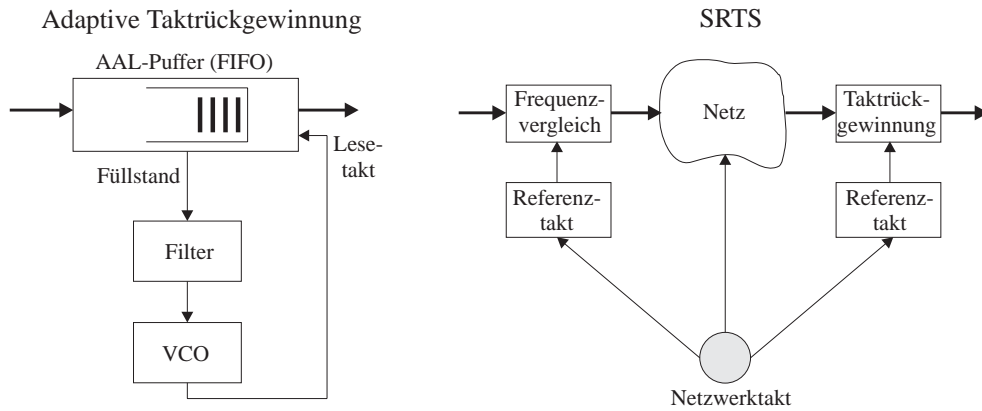 Adaptive Taktrückgewinnung
AAL-Puffer (FIFO)
Lese-
takt
Füllstand
Filter
VCO
SRTS
Frequenz-
vergleich
Netz
Taktrück-
gewinnung
Referenz-
takt
Referenz-
takt
Netzwerktakt